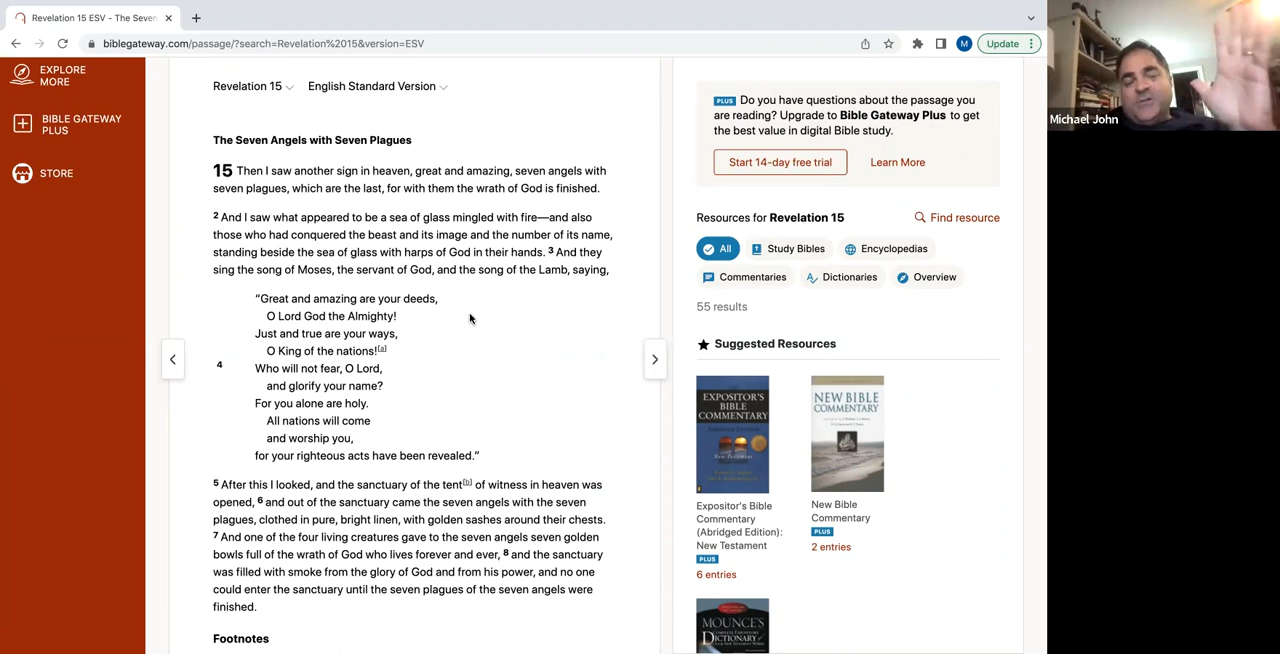 Revelation 15 ESV - The Seven
biblegateway.com/passage/?search=Revelation%2015&version=ESV
M
Update
EXPLORE
MORE
BIBLE GATEWAY
PLUS
STORE
Revelation 15
English Standard Version
The Seven Angels with Seven Plagues
15 Then I saw another sign in heaven, great and amazing, seven angels with
seven plagues, which are the last, for with them the wrath of God is finished.
2 And I saw what appeared to be a sea of glass mingled with fire—and also
those who had conquered the beast and its image and the number of its name,
standing beside the sea of glass with harps of God in their hands. 3 And they
sing the song of Moses, the servant of God, and the song of the Lamb, saying,
“Great and amazing are your deeds,
O Lord God the Almighty!
Just and true are your ways,
O King of the nations![a]
4 Who will not fear, O Lord,
and glorify your name?
For you alone are holy.
All nations will come
and worship you,
for your righteous acts have been revealed.”
5 After this I looked, and the sanctuary of the tent[b] of witness in heaven was
opened, 6 and out of the sanctuary came the seven angels with the seven
plagues, clothed in pure, bright linen, with golden sashes around their chests.
7 And one of the four living creatures gave to the seven angels seven golden
bowls full of the wrath of God who lives forever and ever, 8 and the sanctuary
was filled with smoke from the glory of God and from his power, and no one
could enter the sanctuary until the seven plagues of the seven angels were
finished.
Footnotes
PLUS Do you have questions about the passage you
are reading? Upgrade to Bible Gateway Plus to get
the best value in digital Bible study.
Start 14-day free trial
Learn More
Resources for Revelation 15
Find resource
All
Study Bibles
Encyclopedias
Commentaries
Dictionaries
Overview
55 results
Suggested Resources
EXPOSITOR'S
BIBLE
COMMENTARY
New Testament
NEW BIBLE
COMMENTARY
Expositor's Bible
Commentary
(Abridged Edition):
New Testament
PLUS
6 entries
New Bible
Commentary
PLUS
2 entries
MOUNCE'S
DICTIONARY
Michael John